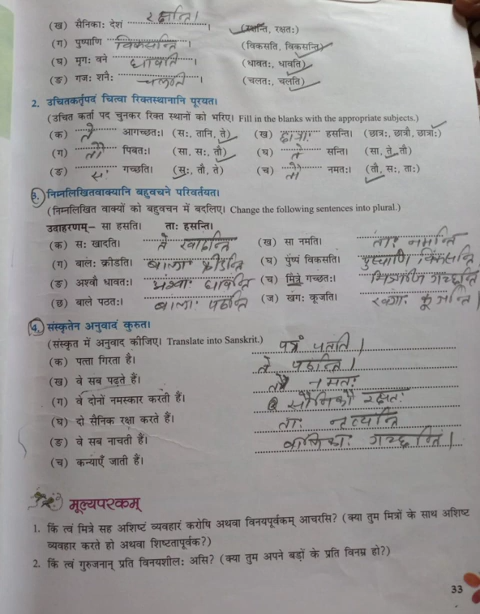 (ख) सैनिकाः देशं रक्षन्ति। (रक्षन्ति, रक्षतः)
(ग) पुष्पाणि विकसन्ति । (विकसति, विकसन्ति)
(घ) मृगः वने धावति । (धावतः, धावति)
(ङ) गजः शनैः चलति । (चलतः, चलति)
2. उचितकर्तृपदं चित्वा रिक्तस्थानानि पूरयत।
(उचित कर्ता पद चुनकर रिक्त स्थानों को भरिए। Fill in the blanks with the appropriate subjects.)
(क) ते आगच्छतः। (सः, तानि, ते) (ख) छात्राः हसन्ति। (छात्रः, छात्रौ, छात्राः)
(ग) तौ पिबतः। (सा, सः, तौ) (घ) ते सन्ति। (सा, ते, तौ)
(ङ) सः गच्छति। (सः, तौ, ते) (च) तौ नमतः। (तौ, सः, ताः)
3. निम्नलिखितवाक्यानि बहुवचने परिवर्तयत।
(निम्नलिखित वाक्यों को बहुवचन में बदलिए। Change the following sentences into plural.)
उदाहरणम्– सा हसति। ताः हसन्ति।
(क) सः खादति। ते खादन्ति (ख) सा नमति। ताः नमन्ति
(ग) बालः क्रीडति। बालाः क्रीडन्ति (घ) पुष्पं विकसति। पुष्पाणि विकसन्ति
(ङ) अश्वौ धावतः। अश्वाः धावन्ति (च) मित्रे गच्छतः। गच्छन्ति
(छ) बाले पठतः। बालाः पठन्ति (ज) खगः कूजति। खगाः कूजन्ति।
4. संस्कृतेन अनुवादं कुरुत।
(संस्कृत में अनुवाद कीजिए। Translate into Sanskrit.) पत्रं पतति।
(क) पत्ता गिरता है। ते पठन्ति।
(ख) वे सब पढ़ते हैं। तौ नमतः
(ग) वे दोनों नमस्कार करती हैं। सैनिकौ रक्षतः
(घ) दो सैनिक रक्षा करते हैं। ताः नृत्यन्ति
(ङ) वे सब नाचती हैं। बालिकाः गच्छन्ति।
(च) कन्याएँ जाती हैं।
मूल्यपरकम्
1. किं त्वं मित्रे सह अशिष्टं व्यवहारं करोषि अथवा विनयपूर्वकम् आचरसि? (क्या तुम मित्रों के साथ अशिष्ट
व्यवहार करते हो अथवा शिष्टतापूर्वक?)
2. किं त्वं गुरुजनान् प्रति विनयशीलः असि? (क्या तुम अपने बड़ों के प्रति विनम्र हो?)
33